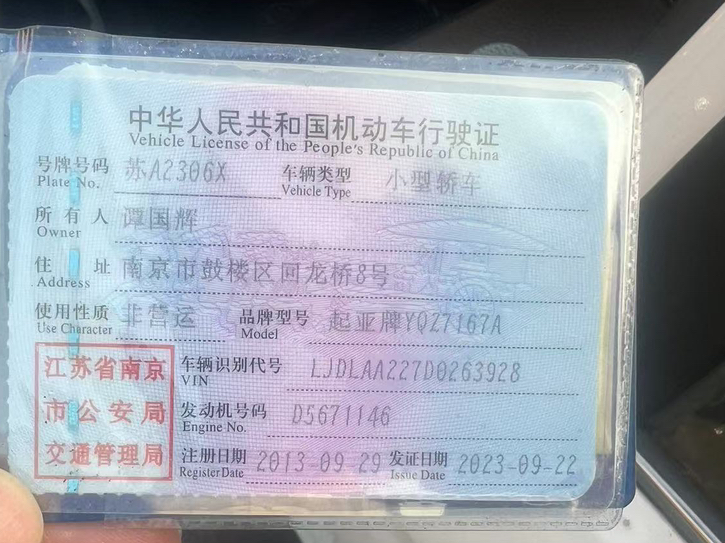 中华人民共和国机动车行驶证
Vehicle License of the People's Republic of China
号牌号码 苏A2306X 车辆类型 小型轿车
Plate No. Vehicle Type
所有人 谭国辉
Owner
住址 南京市鼓楼区回龙桥8号
Address
使用性质 非营运 品牌型号 起亚牌YQZ7167A
Use Character Model
江苏省南京
市公安局
交通管理局
车辆识别代号 LJDLAA227D0263928
VIN
发动机号码 D5671146
Engine No.
注册日期 2013-09-29 发证日期 2023-09-22
Register Date Issue Date